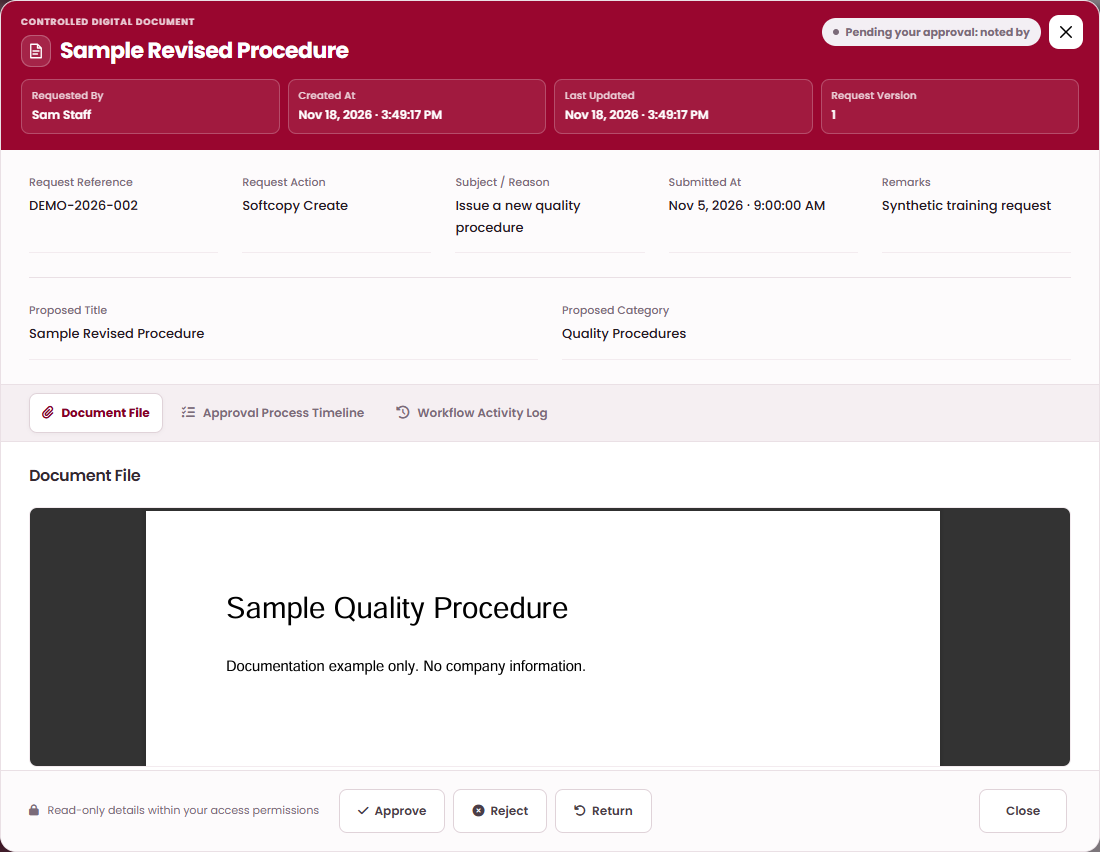 CONTROLLED DIGITAL DOCUMENT
Sample Revised Procedure
Pending your approval: noted by
Requested By
Sam Staff
Created At
Nov 18, 2026 · 3:49:17 PM
Last Updated
Nov 18, 2026 · 3:49:17 PM
Request Version
1
Request Reference
DEMO-2026-002
Request Action
Softcopy Create
Subject / Reason
Issue a new quality
procedure
Submitted At
Nov 5, 2026 · 9:00:00 AM
Remarks
Synthetic training request
Proposed Title
Sample Revised Procedure
Proposed Category
Quality Procedures
Document File
Approval Process Timeline
Workflow Activity Log
Document File
Sample Quality Procedure
Documentation example only. No company information.
Read-only details within your access permissions
Approve
Reject
Return
Close